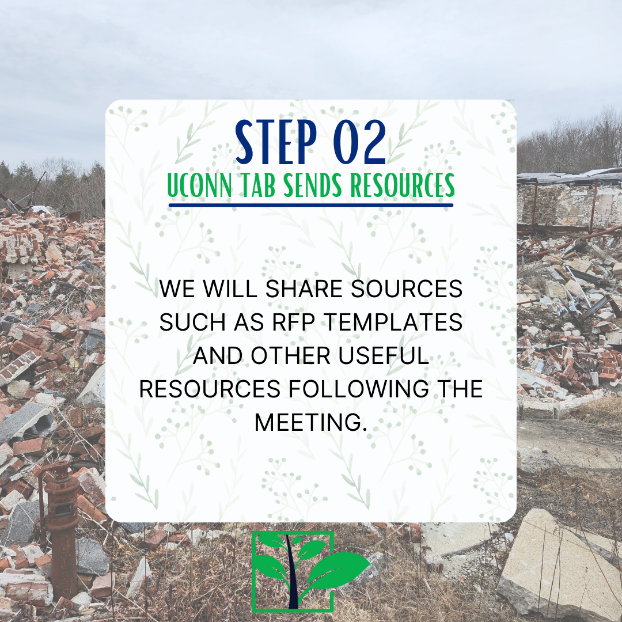 STEP 02
UCONN TAB SENDS RESOURCES
WE WILL SHARE SOURCES
SUCH AS RFP TEMPLATES
AND OTHER USEFUL
RESOURCES FOLLOWING THE
MEETING.